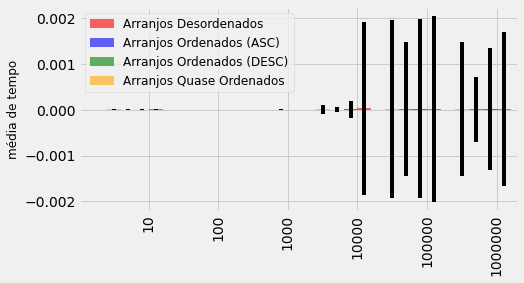 0.002
0.001
0.000
−0.001
−0.002
média de tempo
Arranjos Desordenados
Arranjos Ordenados (ASC)
Arranjos Ordenados (DESC)
Arranjos Quase Ordenados
10
100
1000
10000
100000
1000000